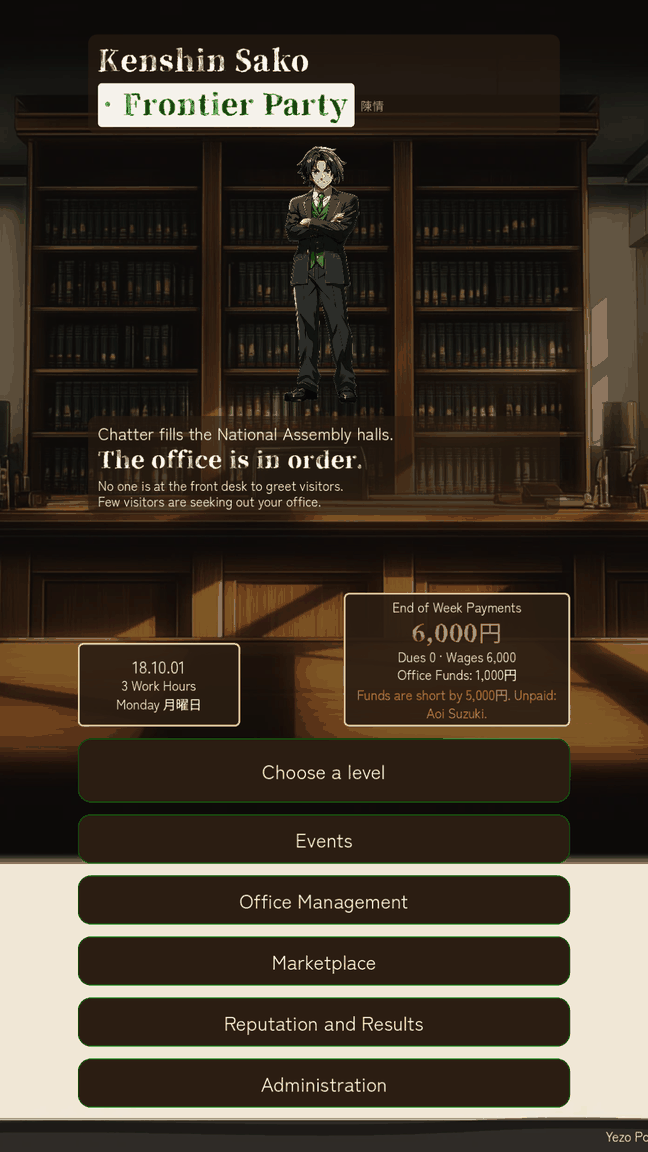 Kenshin Sako
· Frontier Party 陳情
Chatter fills the National Assembly halls.
The office is in order.
No one is at the front desk to greet visitors.
Few visitors are seeking out your office.
End of Week Payments
6,000円
Dues 0 · Wages 6,000
Office Funds: 1,000円
Funds are short by 5,000円. Unpaid:
Aoi Suzuki.
18.10.01
3 Work Hours
Monday 月曜日
Choose a level
Events
Office Management
Marketplace
Reputation and Results
Administration
Yezo Po